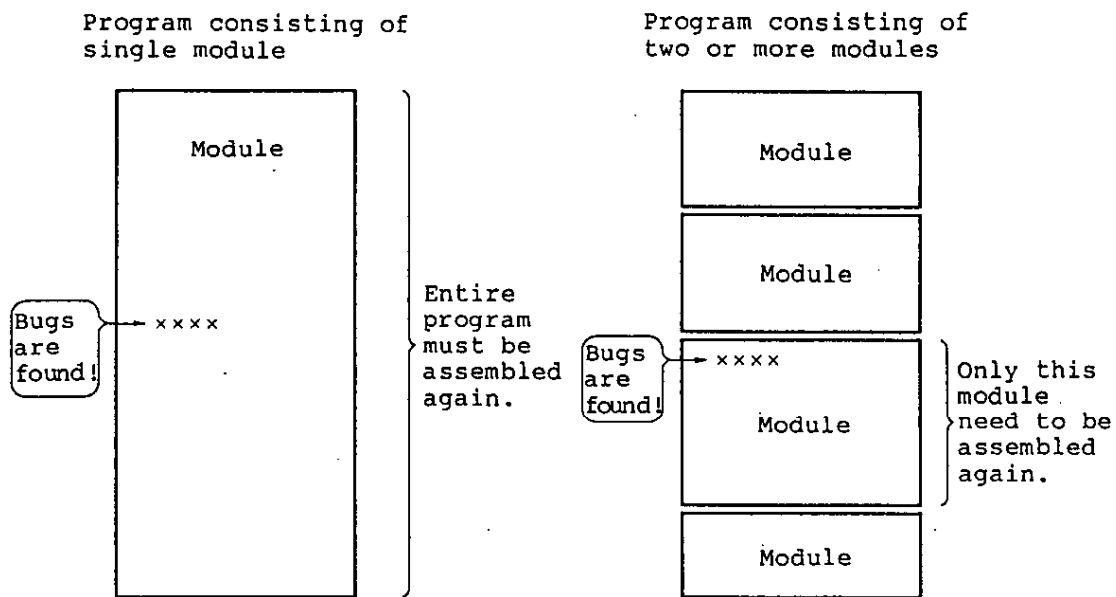 Program consisting of
single module
Module
Bugs
are
found!
××××
Entire
program
must be
assembled
again.
Program consisting of
two or more modules
Module
Module
Bugs
are
found!
××××
Module
Only this
module
need to be
assembled
again.
Module